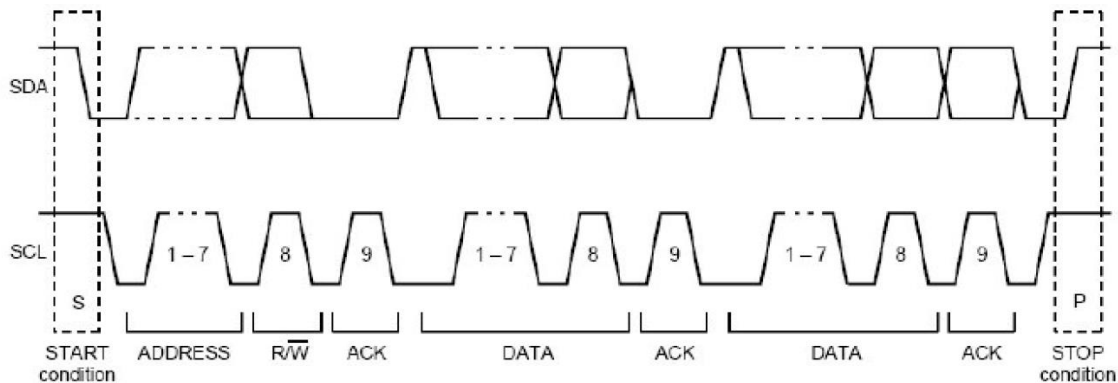 SDA
SCL
1 – 7 8 9 1 – 7 8 9 1 – 7 8 9
S P
START condition ADDRESS R/W̅ ACK DATA ACK DATA ACK STOP condition